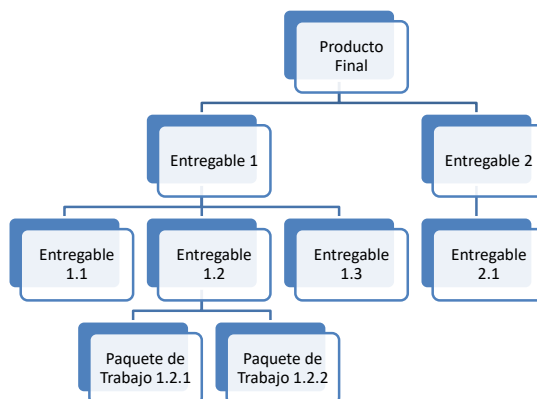 Producto
Final
Entregable 1
Entregable 2
Entregable
1.1
Entregable
1.2
Entregable
1.3
Entregable
2.1
Paquete de
Trabajo 1.2.1
Paquete de
Trabajo 1.2.2